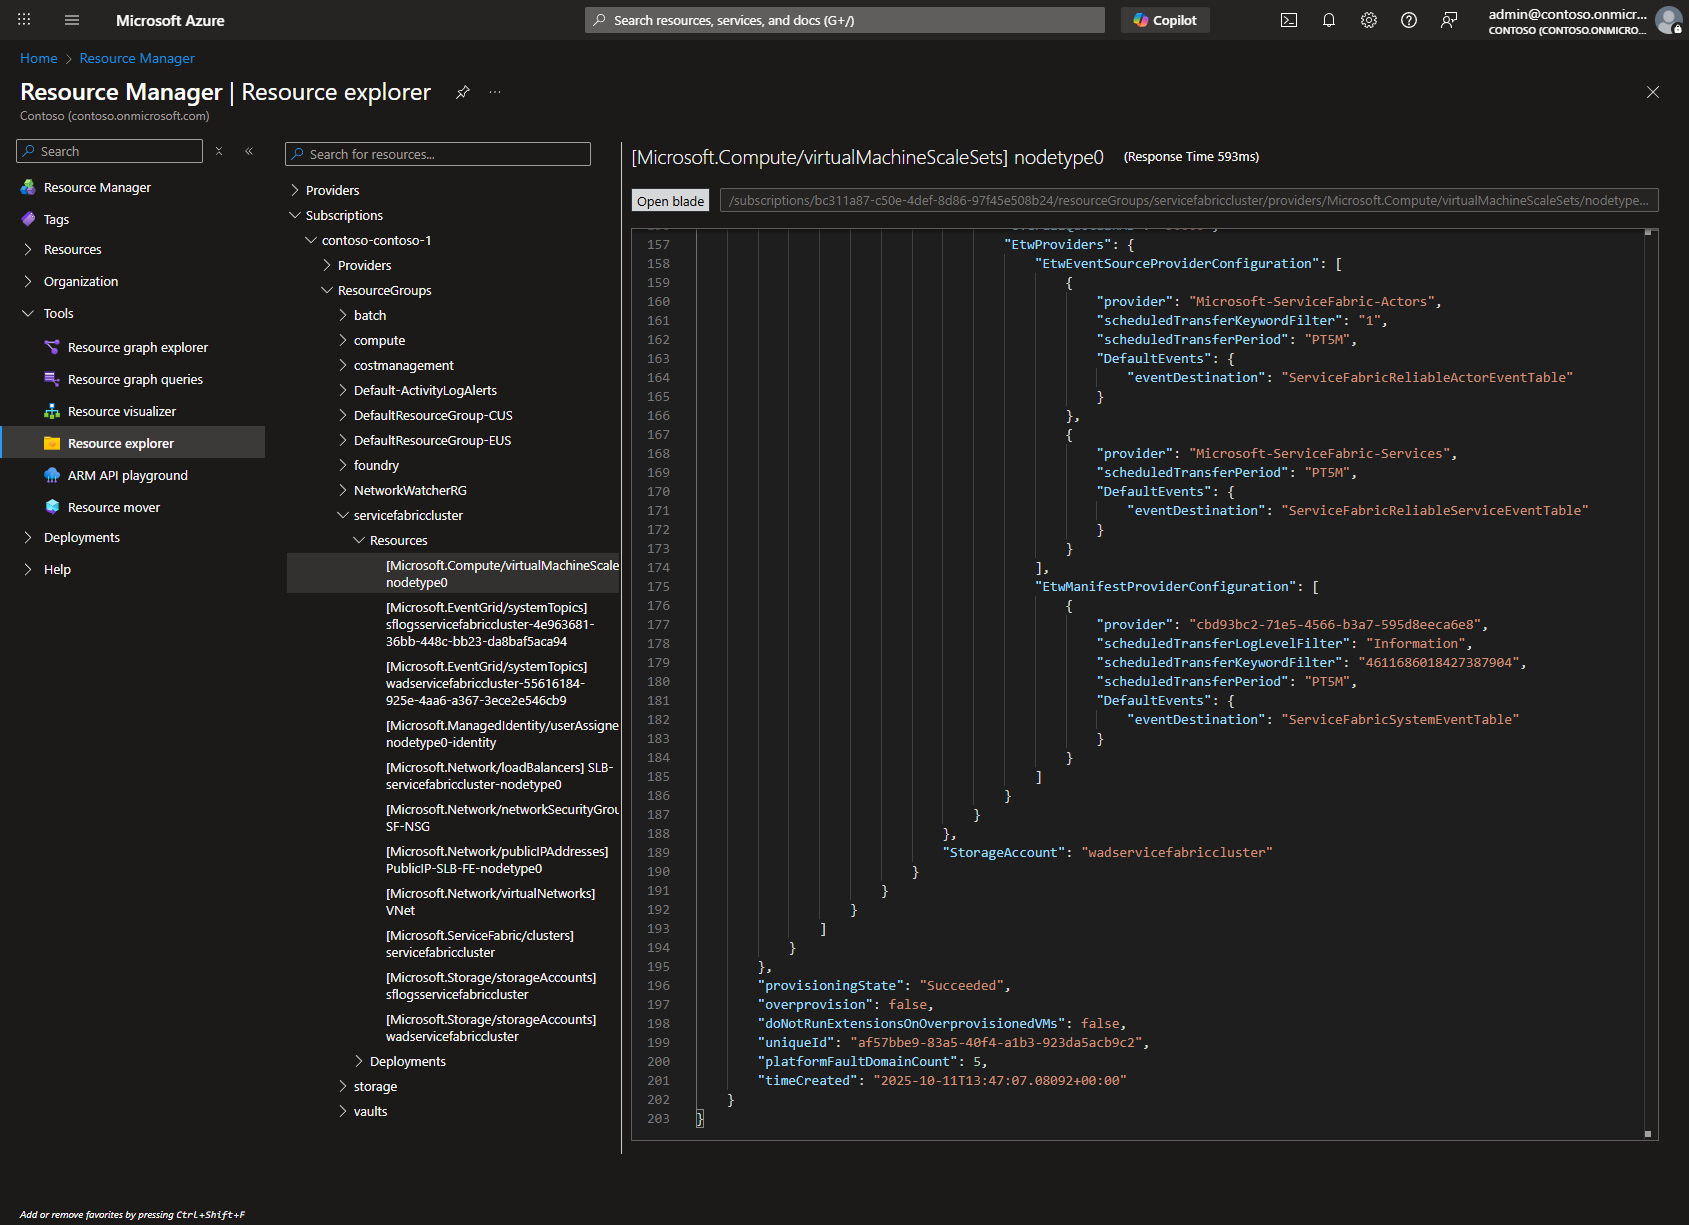 Microsoft Azure
Search resources, services, and docs (G+/)
Copilot
admin@contoso.onmicr...
CONTOSO (CONTOSO.ONMICRO...
Home > Resource Manager
Resource Manager | Resource explorer
...
Contoso (contoso.onmicrosoft.com)
Search
Resource Manager
Tags
Resources
Organization
Tools
Resource graph explorer
Resource graph queries
Resource visualizer
Resource explorer
ARM API playground
Resource mover
Deployments
Help
Add or remove favorites by pressing Ctrl+Shift+F
Search for resources...
Providers
Subscriptions
contoso-contoso-1
Providers
ResourceGroups
batch
compute
costmanagement
Default-ActivityLogAlerts
DefaultResourceGroup-CUS
DefaultResourceGroup-EUS
foundry
NetworkWatcherRG
servicefabriccluster
Resources
[Microsoft.Compute/virtualMachineScale
nodetype0
[Microsoft.EventGrid/systemTopics]
sflogsservicefabriccluster-4e963681-
36bb-448c-bb23-da8baf5aca94
[Microsoft.EventGrid/systemTopics]
wadservicefabriccluster-55616184-
925e-4aa6-a367-3ece2e546cb9
[Microsoft.ManagedIdentity/userAssigne
nodetype0-identity
[Microsoft.Network/loadBalancers] SLB-
servicefabriccluster-nodetype0
[Microsoft.Network/networkSecurityGrou
SF-NSG
[Microsoft.Network/publicIPAddresses]
PublicIP-SLB-FE-nodetype0
[Microsoft.Network/virtualNetworks]
VNet
[Microsoft.ServiceFabric/clusters]
servicefabriccluster
[Microsoft.Storage/storageAccounts]
sflogsservicefabriccluster
[Microsoft.Storage/storageAccounts]
wadservicefabriccluster
Deployments
storage
vaults
[Microsoft.Compute/virtualMachineScaleSets] nodetype0 (Response Time 593ms)
Open blade
/subscriptions/bc311a87-c50e-4def-8d86-97f45e508b24/resourceGroups/servicefabriccluster/providers/Microsoft.Compute/virtualMachineScaleSets/nodetype...
157 "EtwProviders": {
158 "EtwEventSourceProviderConfiguration": [
159 {
160 "provider": "Microsoft-ServiceFabric-Actors",
161 "scheduledTransferKeywordFilter": "1",
162 "scheduledTransferPeriod": "PT5M",
163 "DefaultEvents": {
164 "eventDestination": "ServiceFabricReliableActorEventTable"
165 }
166 },
167 {
168 "provider": "Microsoft-ServiceFabric-Services",
169 "scheduledTransferPeriod": "PT5M",
170 "DefaultEvents": {
171 "eventDestination": "ServiceFabricReliableServiceEventTable"
172 }
173 }
174 ],
175 "EtwManifestProviderConfiguration": [
176 {
177 "provider": "cbd93bc2-71e5-4566-b3a7-595d8eeca6e8",
178 "scheduledTransferLogLevelFilter": "Information",
179 "scheduledTransferKeywordFilter": "4611686018427387904",
180 "scheduledTransferPeriod": "PT5M",
181 "DefaultEvents": {
182 "eventDestination": "ServiceFabricSystemEventTable"
183 }
184 }
185 ]
186 }
187 }
188 },
189 "StorageAccount": "wadservicefabriccluster"
190 }
191 }
192 }
193 ]
194 }
195 },
196 "provisioningState": "Succeeded",
197 "overprovision": false,
198 "doNotRunExtensionsOnOverprovisionedVMs": false,
199 "uniqueId": "af57bbe9-83a5-40f4-a1b3-923da5acb9c2",
200 "platformFaultDomainCount": 5,
201 "timeCreated": "2025-10-11T13:47:07.08092+00:00"
202 }
203 }